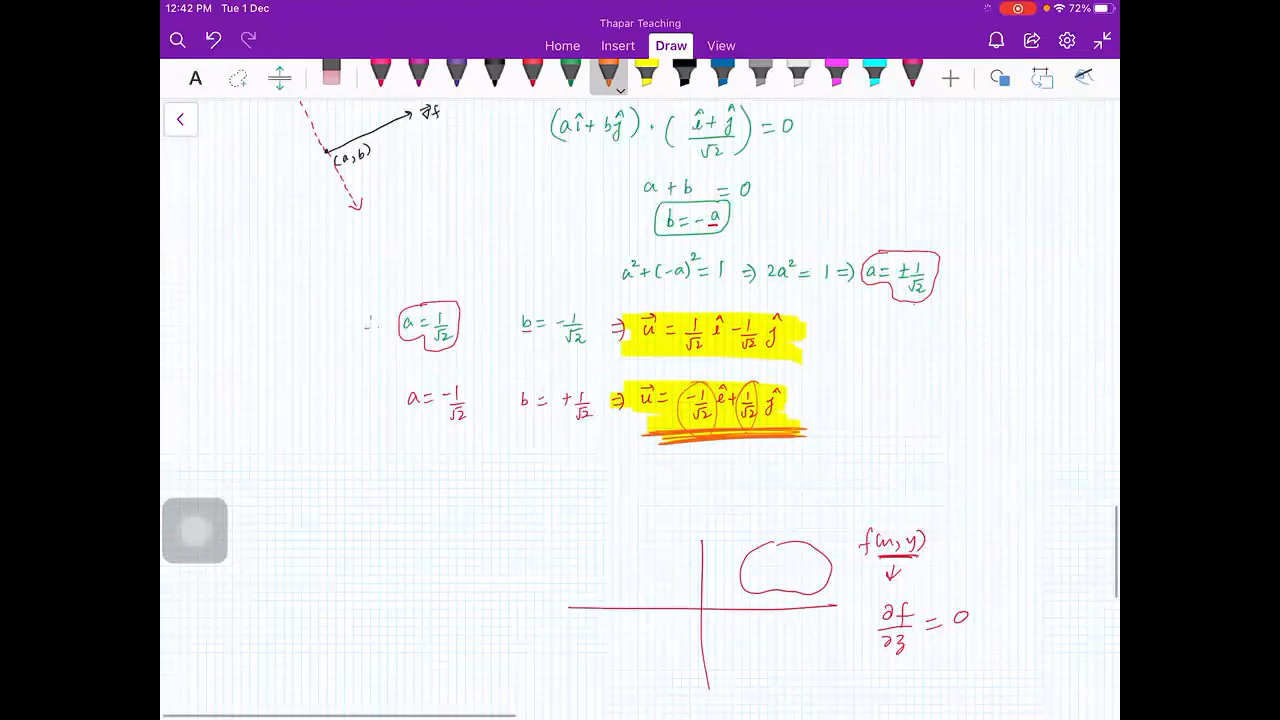 12:42 PM Tue 1 Dec
72%
Thapar Teaching
Home Insert Draw View
A
∇f
(a, b)
(aî + bĵ) · ( î + ĵ / √2 ) = 0
a + b = 0
b = -a
a² + (-a)² = 1 ⇒ 2a² = 1 ⇒ a = ±1/√2
∴ a = 1/√2 b = -1/√2 ⇒ u⃗ = 1/√2 î - 1/√2 ĵ
a = -1/√2 b = +1/√2 ⇒ u⃗ = -1/√2 î + 1/√2 ĵ
f(x, y)
↓
∂f/∂z = 0